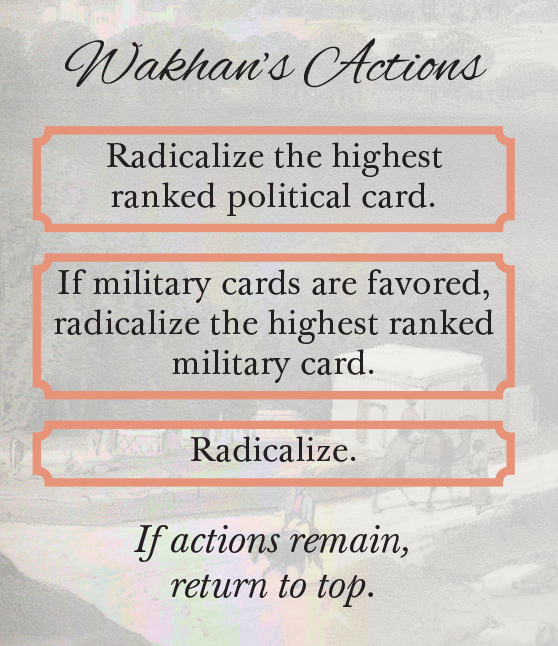 Wakhan's Actions
Radicalize the highest
ranked political card.
If military cards are favored,
radicalize the highest ranked
military card.
Radicalize.
If actions remain,
return to top.